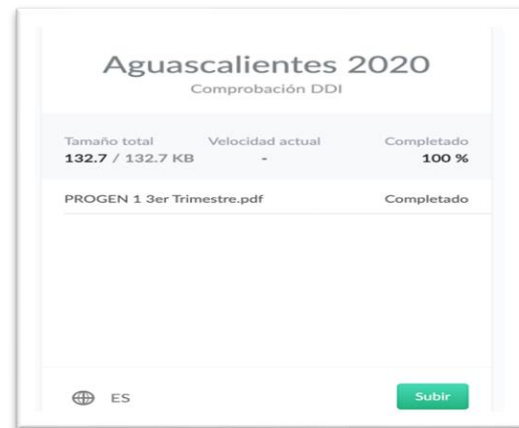 Aguascalientes 2020
Comprobación DDI
Tamaño total Velocidad actual Completado
132.7 / 132.7 KB - 100 %
PROGEN 1 3er Trimestre.pdf Completado
ES Subir